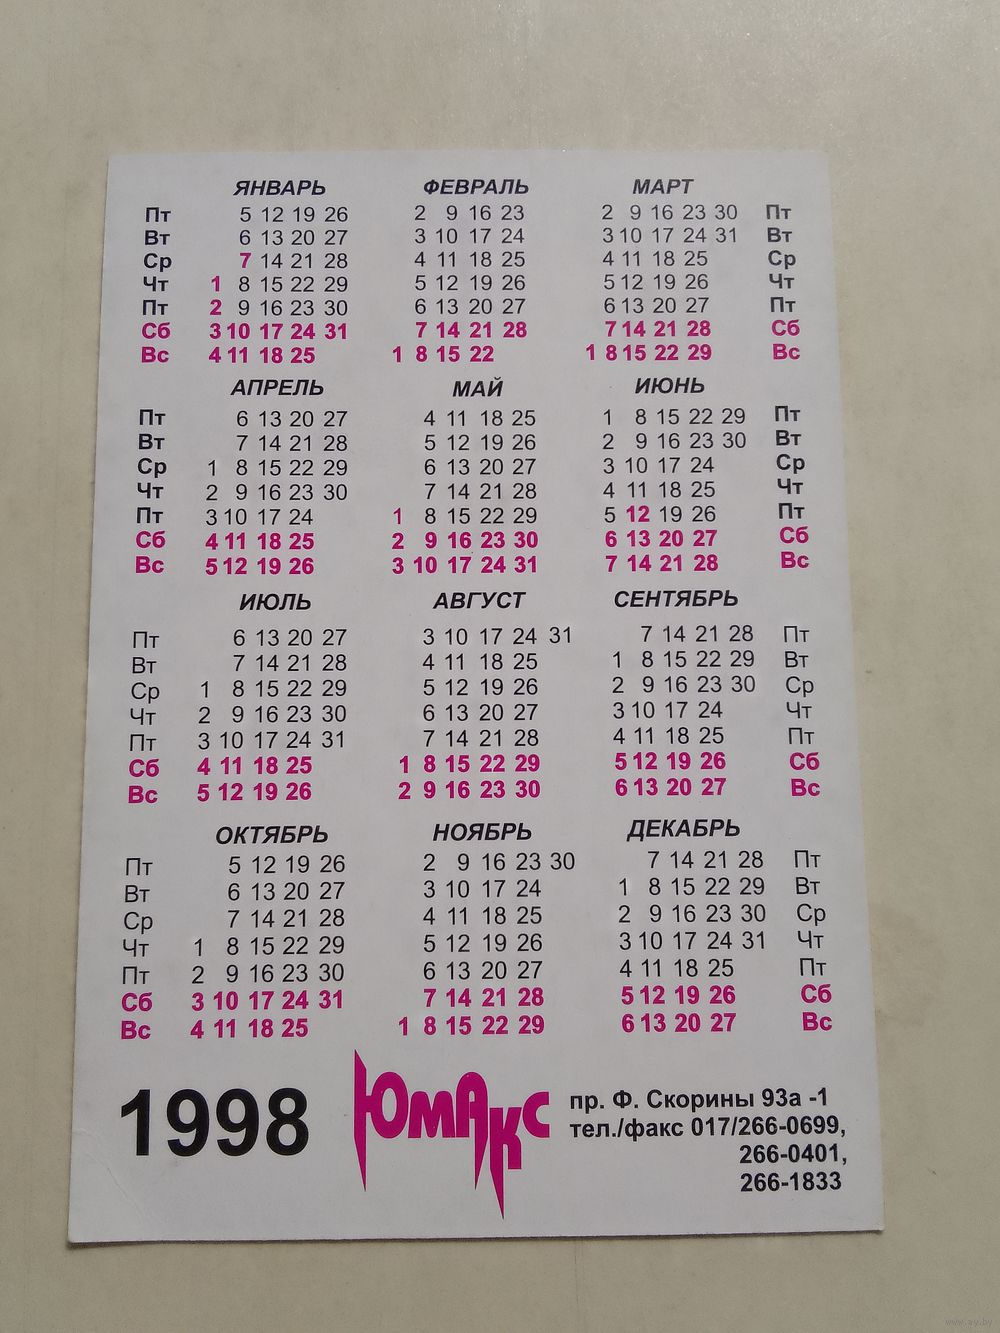 ЯНВАРЬ ФЕВРАЛЬ МАРТ
Пт 5 12 19 26 2 9 16 23 2 9 16 23 30 Пт
Вт 6 13 20 27 3 10 17 24 3 10 17 24 31 Вт
Ср 7 14 21 28 4 11 18 25 4 11 18 25 Ср
Чт 1 8 15 22 29 5 12 19 26 5 12 19 26 Чт
Пт 2 9 16 23 30 6 13 20 27 6 13 20 27 Пт
Сб 3 10 17 24 31 7 14 21 28 7 14 21 28 Сб
Вс 4 11 18 25 1 8 15 22 1 8 15 22 29 Вс
АПРЕЛЬ МАЙ ИЮНЬ
Пт 6 13 20 27 4 11 18 25 1 8 15 22 29 Пт
Вт 7 14 21 28 5 12 19 26 2 9 16 23 30 Вт
Ср 1 8 15 22 29 6 13 20 27 3 10 17 24 Ср
Чт 2 9 16 23 30 7 14 21 28 4 11 18 25 Чт
Пт 3 10 17 24 1 8 15 22 29 5 12 19 26 Пт
Сб 4 11 18 25 2 9 16 23 30 6 13 20 27 Сб
Вс 5 12 19 26 3 10 17 24 31 7 14 21 28 Вс
ИЮЛЬ АВГУСТ СЕНТЯБРЬ
Пт 6 13 20 27 3 10 17 24 31 7 14 21 28 Пт
Вт 7 14 21 28 4 11 18 25 1 8 15 22 29 Вт
Ср 1 8 15 22 29 5 12 19 26 2 9 16 23 30 Ср
Чт 2 9 16 23 30 6 13 20 27 3 10 17 24 Чт
Пт 3 10 17 24 31 7 14 21 28 4 11 18 25 Пт
Сб 4 11 18 25 1 8 15 22 29 5 12 19 26 Сб
Вс 5 12 19 26 2 9 16 23 30 6 13 20 27 Вс
ОКТЯБРЬ НОЯБРЬ ДЕКАБРЬ
Пт 5 12 19 26 2 9 16 23 30 7 14 21 28 Пт
Вт 6 13 20 27 3 10 17 24 1 8 15 22 29 Вт
Ср 7 14 21 28 4 11 18 25 2 9 16 23 30 Ср
Чт 1 8 15 22 29 5 12 19 26 3 10 17 24 31 Чт
Пт 2 9 16 23 30 6 13 20 27 4 11 18 25 Пт
Сб 3 10 17 24 31 7 14 21 28 5 12 19 26 Сб
Вс 4 11 18 25 1 8 15 22 29 6 13 20 27 Вс
1998 ЮМАКС пр. Ф. Скорины 93а -1
тел./факс 017/266-0699,
266-0401,
266-1833
www.ay.by